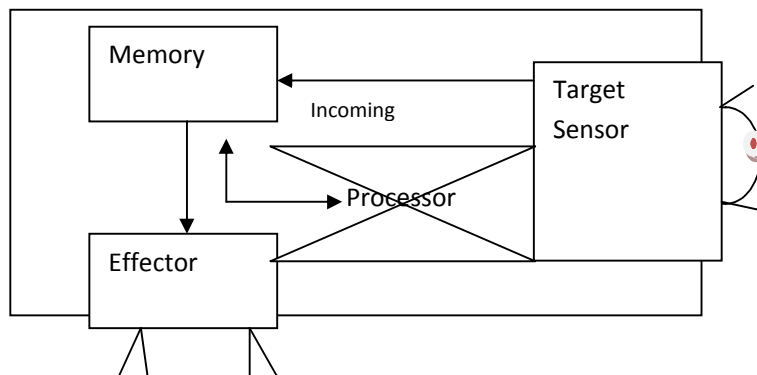 Memory
Target
Sensor
Incoming
Processor
Effector